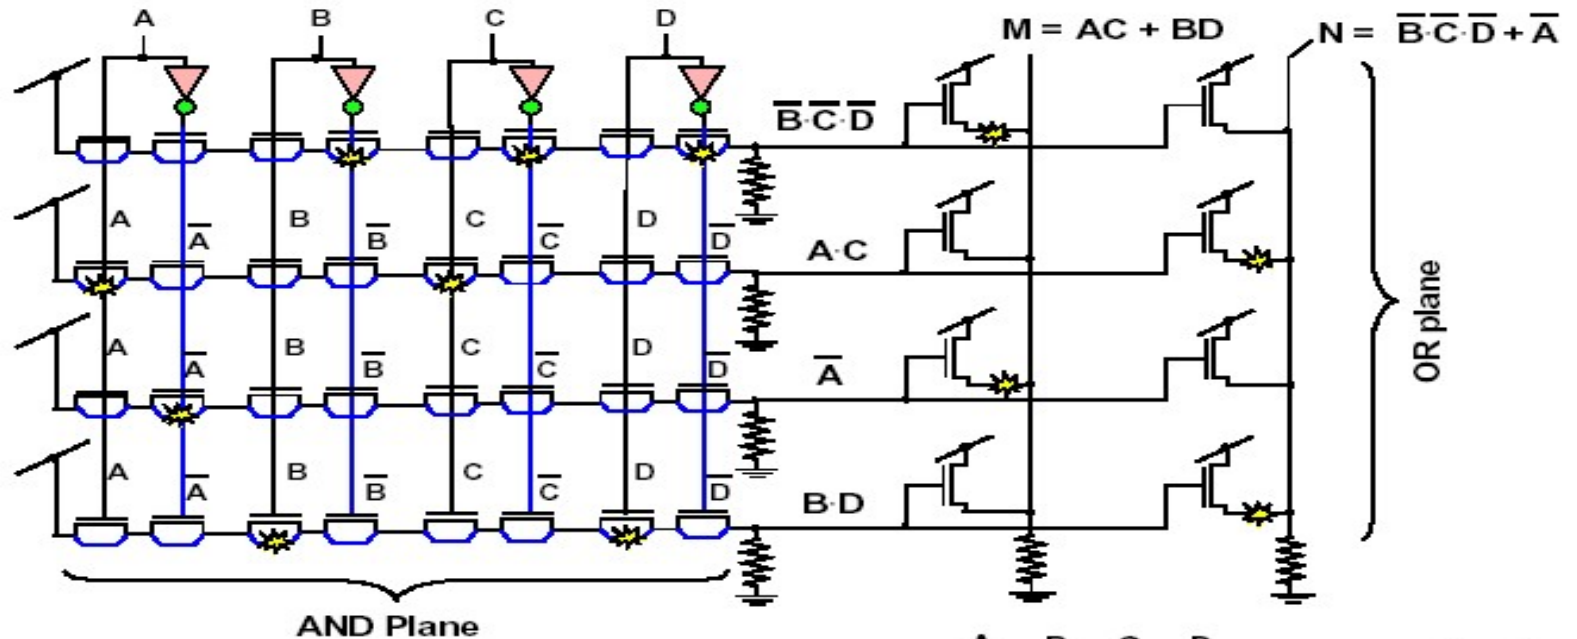 A B C D
M = AC + BD
N = B̅·C̅·D̅ + A̅
B̅·C̅·D̅
A A̅ B B̅ C C̅ D D̅
A·C
A A̅ B B̅ C C̅ D D̅
A̅
A A̅ B B̅ C C̅ D D̅
B·D
OR plane
AND Plane